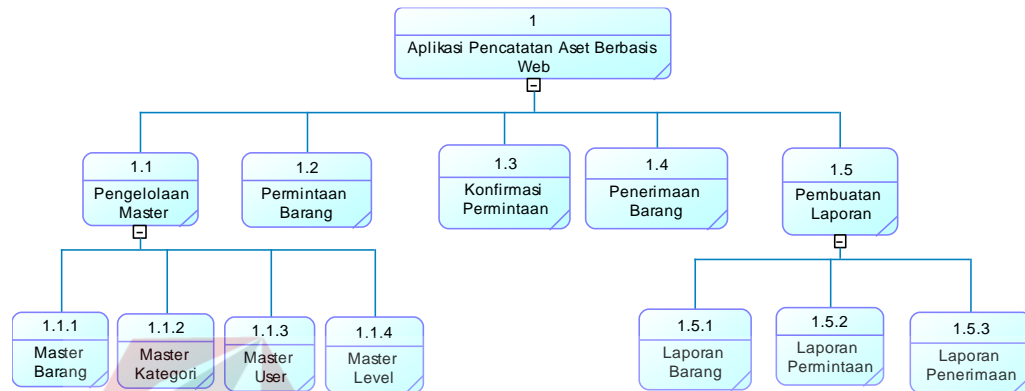 1
Aplikasi Pencatatan Aset Berbasis
Web
1.1
Pengelolaan
Master
1.2
Permintaan
Barang
1.3
Konfirmasi
Permintaan
1.4
Penerimaan
Barang
1.5
Pembuatan
Laporan
1.1.1
Master
Barang
1.1.2
Master
Kategori
1.1.3
Master
User
1.1.4
Master
Level
1.5.1
Laporan
Barang
1.5.2
Laporan
Permintaan
1.5.3
Laporan
Penerimaan